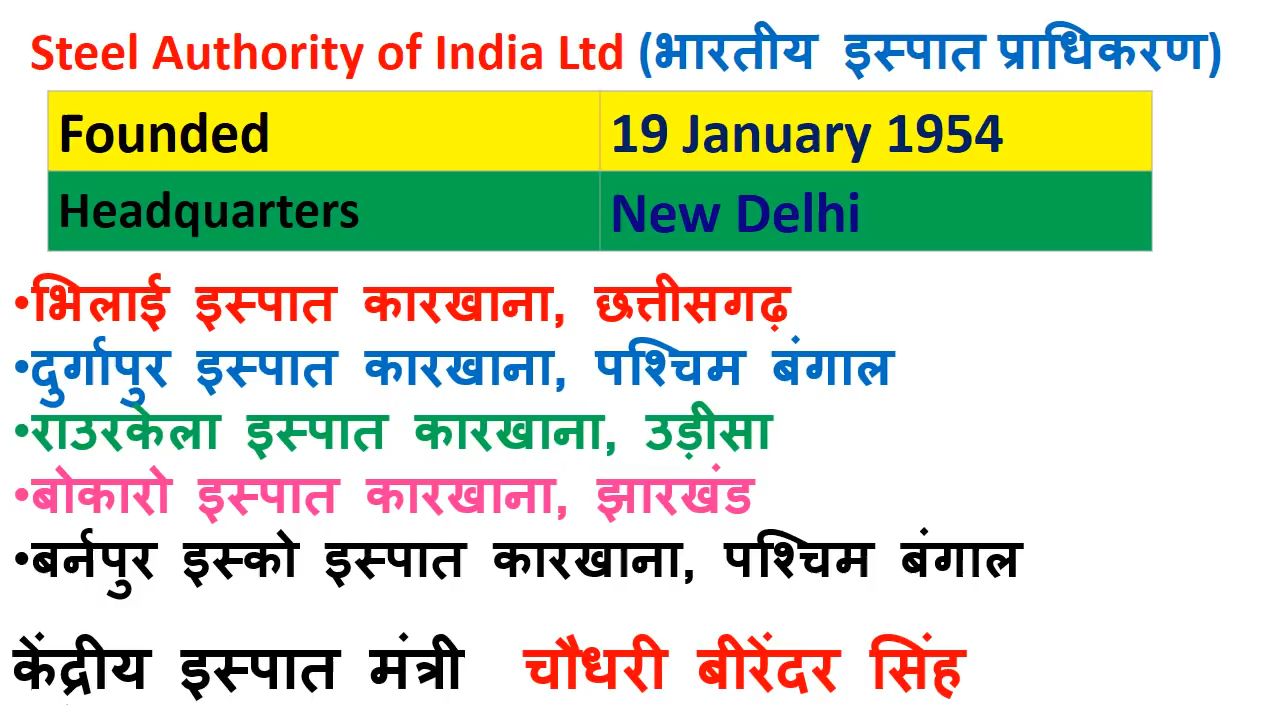 Steel Authority of India Ltd (भारतीय इस्पात प्राधिकरण)
Founded 19 January 1954
Headquarters New Delhi
•भिलाई इस्पात कारखाना, छत्तीसगढ़
•दुर्गापुर इस्पात कारखाना, पश्चिम बंगाल
•राउरकेला इस्पात कारखाना, उड़ीसा
•बोकारो इस्पात कारखाना, झारखंड
•बर्नपुर इस्को इस्पात कारखाना, पश्चिम बंगाल
केंद्रीय इस्पात मंत्री चौधरी बीरेंदर सिंह